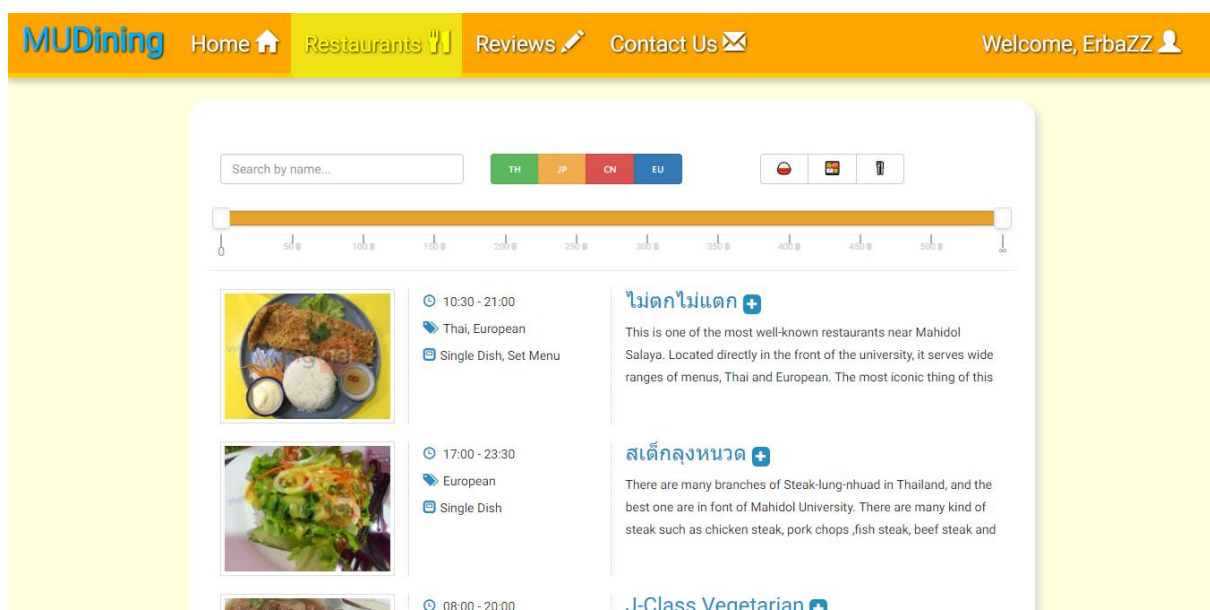 MUDining Home Restaurants Reviews Contact Us Welcome, ErbaZZ
Search by name... TH JP CN EU
0 50 ฿ 100 ฿ 150 ฿ 200 ฿ 250 ฿ 300 ฿ 350 ฿ 400 ฿ 450 ฿ 500 ฿ ∞
10:30 - 21:00
Thai, European
Single Dish, Set Menu
ไม่ตกไม่แตก
This is one of the most well-known restaurants near Mahidol
Salaya. Located directly in the front of the university, it serves wide
ranges of menus, Thai and European. The most iconic thing of this
17:00 - 23:30
European
Single Dish
สเต็กลุงหนวด
There are many branches of Steak-lung-nhuad in Thailand, and the
best one are in font of Mahidol University. There are many kind of
steak such as chicken steak, pork chops ,fish steak, beef steak and
08:00 - 20:00
J-Class Vegetarian